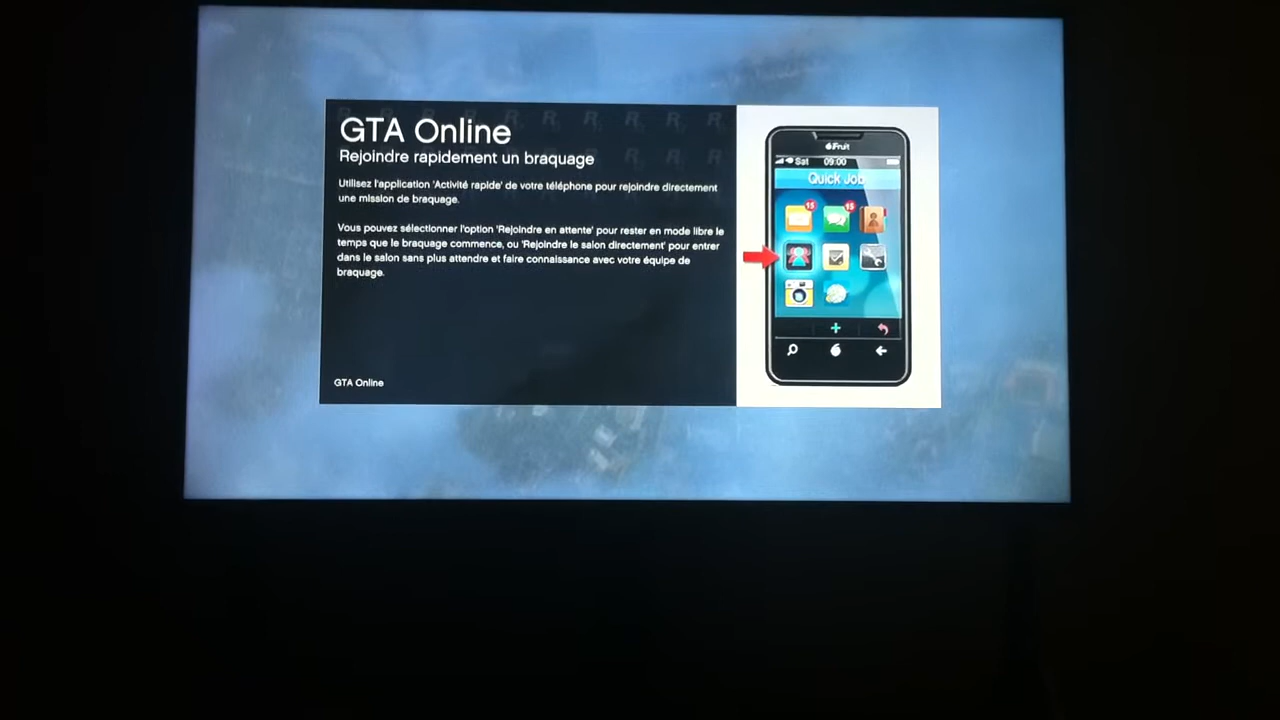 GTA Online
Rejoindre rapidement un braquage
Utilisez l'application 'Activité rapide' de votre téléphone pour rejoindre directement
une mission de braquage.
Vous pouvez sélectionner l'option 'Rejoindre en attente' pour rester en mode libre le
temps que le braquage commence, ou 'Rejoindre le salon directement' pour entrer
dans le salon sans plus attendre et faire connaissance avec votre équipe de
braquage.
GTA Online
iFruit
Sat 09:00
Quick Job
15
15